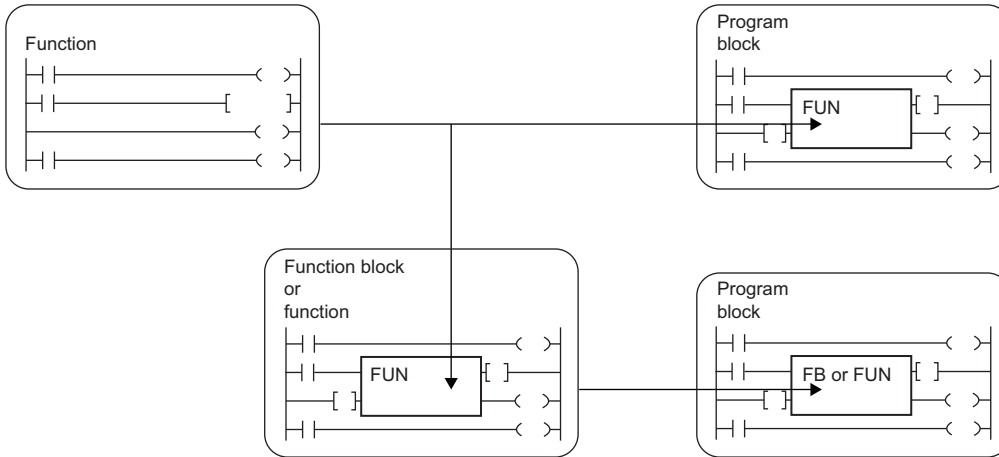 Function
Program
block
FUN
Function block
or
function
FUN
Program
block
FB or FUN